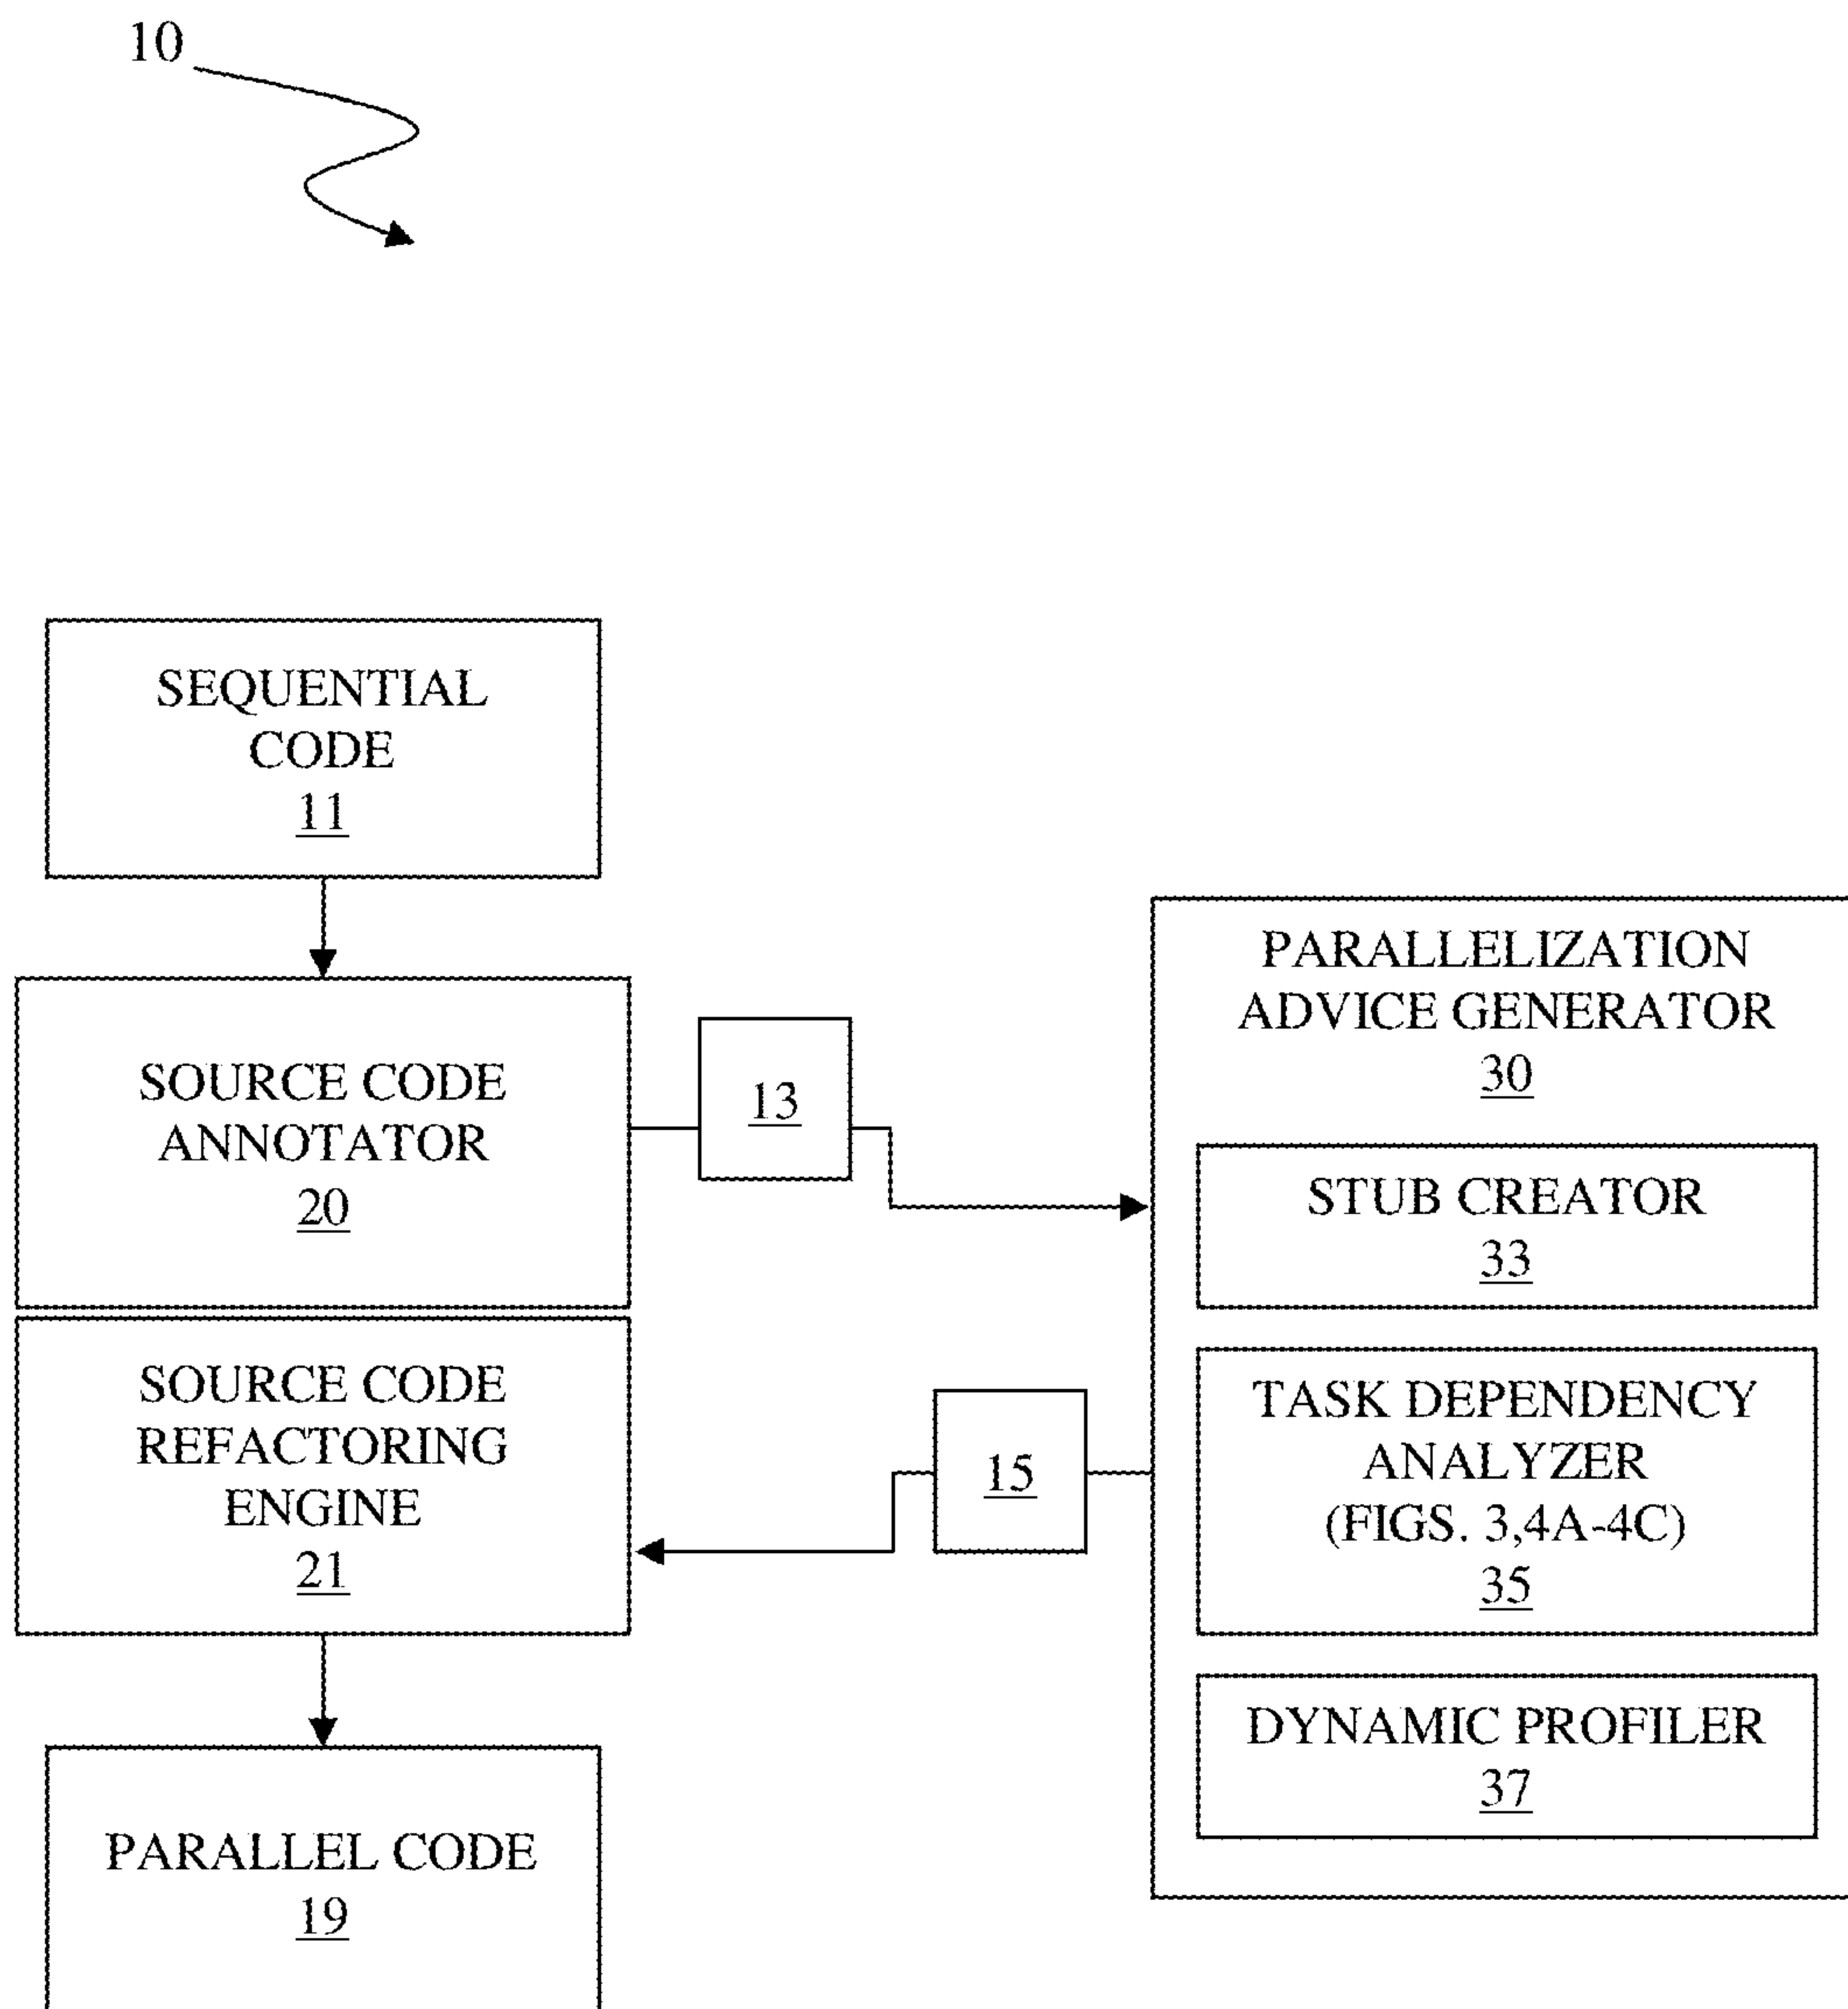 10
SEQUENTIAL
CODE
11
SOURCE CODE
ANNOTATOR
20
13
SOURCE CODE
REFACTORING
ENGINE
21
15
PARALLEL CODE
19
PARALLELIZATION
ADVICE GENERATOR
30
STUB CREATOR
33
TASK DEPENDENCY
ANALYZER
(FIGS. 3,4A-4C)
35
DYNAMIC PROFILER
37